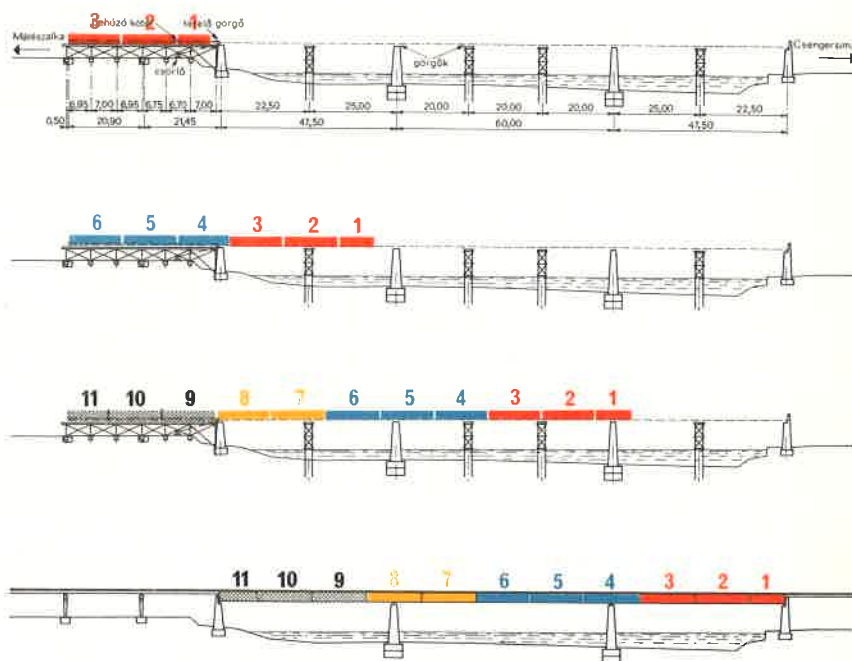 3 2 1
behúzó kötél terelő görgő
Mátészalka
Csengersima
csörlő
görgők
6,95 7,00 6,95 6,75 6,70 7,00 22,50 25,00 20,00 20,00 20,00 25,00 22,50
0,50 20,90 21,45 47,50 60,00 47,50
6 5 4 3 2 1
11 10 9 8 7 6 5 4 3 2 1
11 10 9 8 7 6 5 4 3 2 1